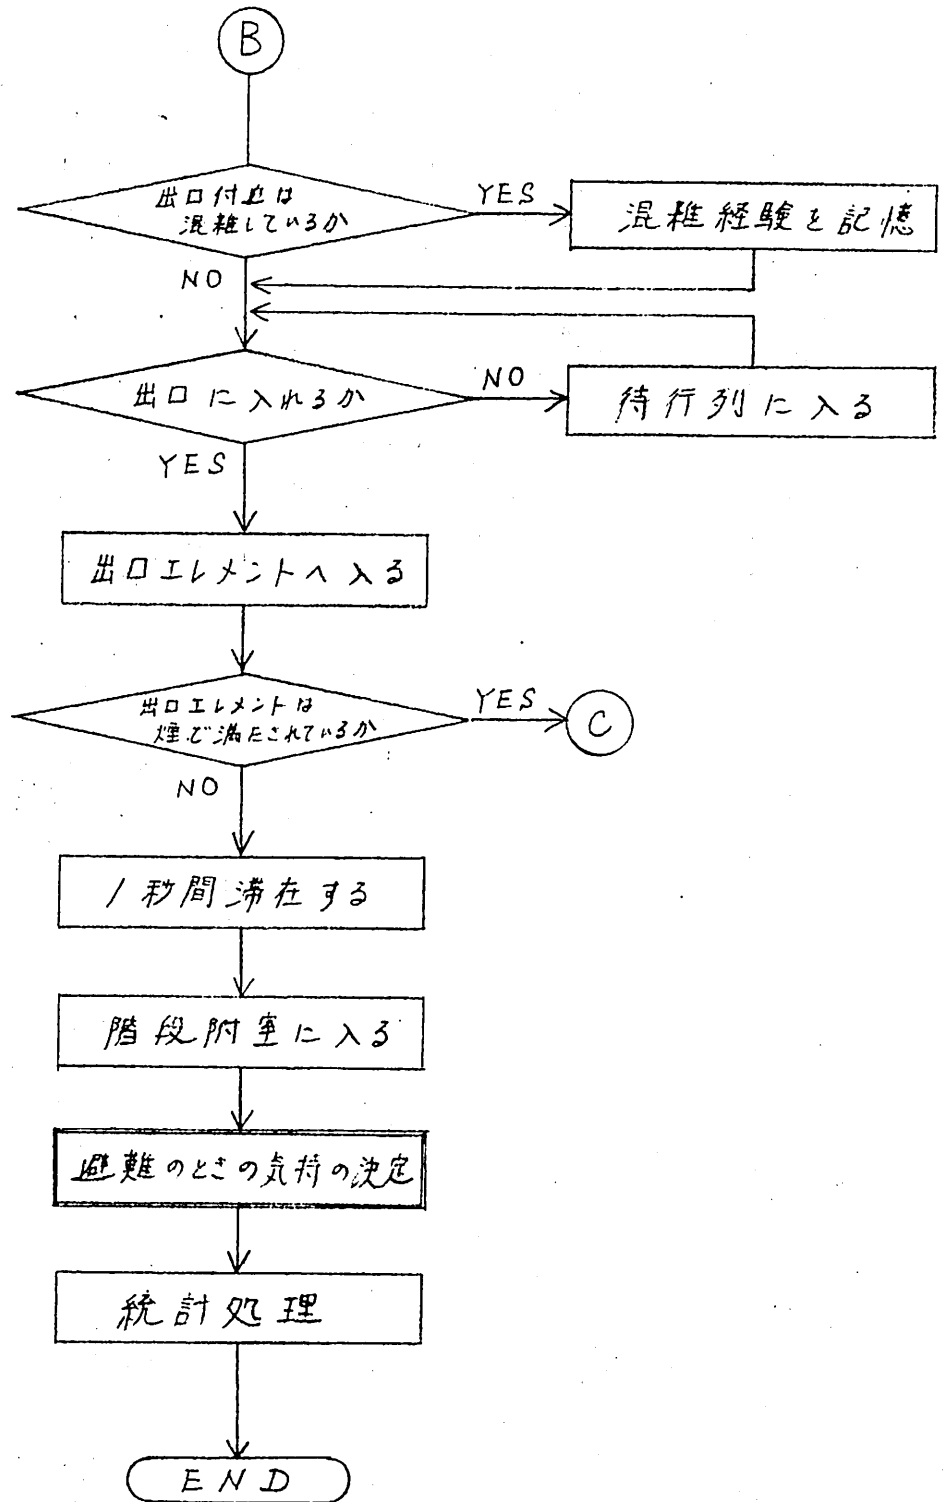 B
出口付近は
混雑しているか
YES
混雑経験を記憶
NO
出口に入れるか
NO
待行列に入る
YES
出口エレメントへ入る
出口エレメントは
煙で満たされているか
YES
C
NO
1秒間滞在する
階段附室に入る
避難のときの気持の決定
統計処理
END